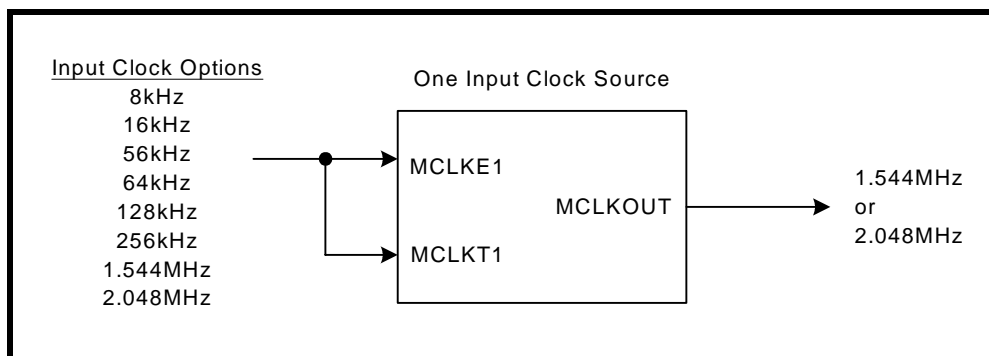 Input Clock Options
8kHz
16kHz
56kHz
64kHz
128kHz
256kHz
1.544MHz
2.048MHz
One Input Clock Source
MCLKE1
MCLKOUT
MCLKT1
1.544MHz
or
2.048MHz